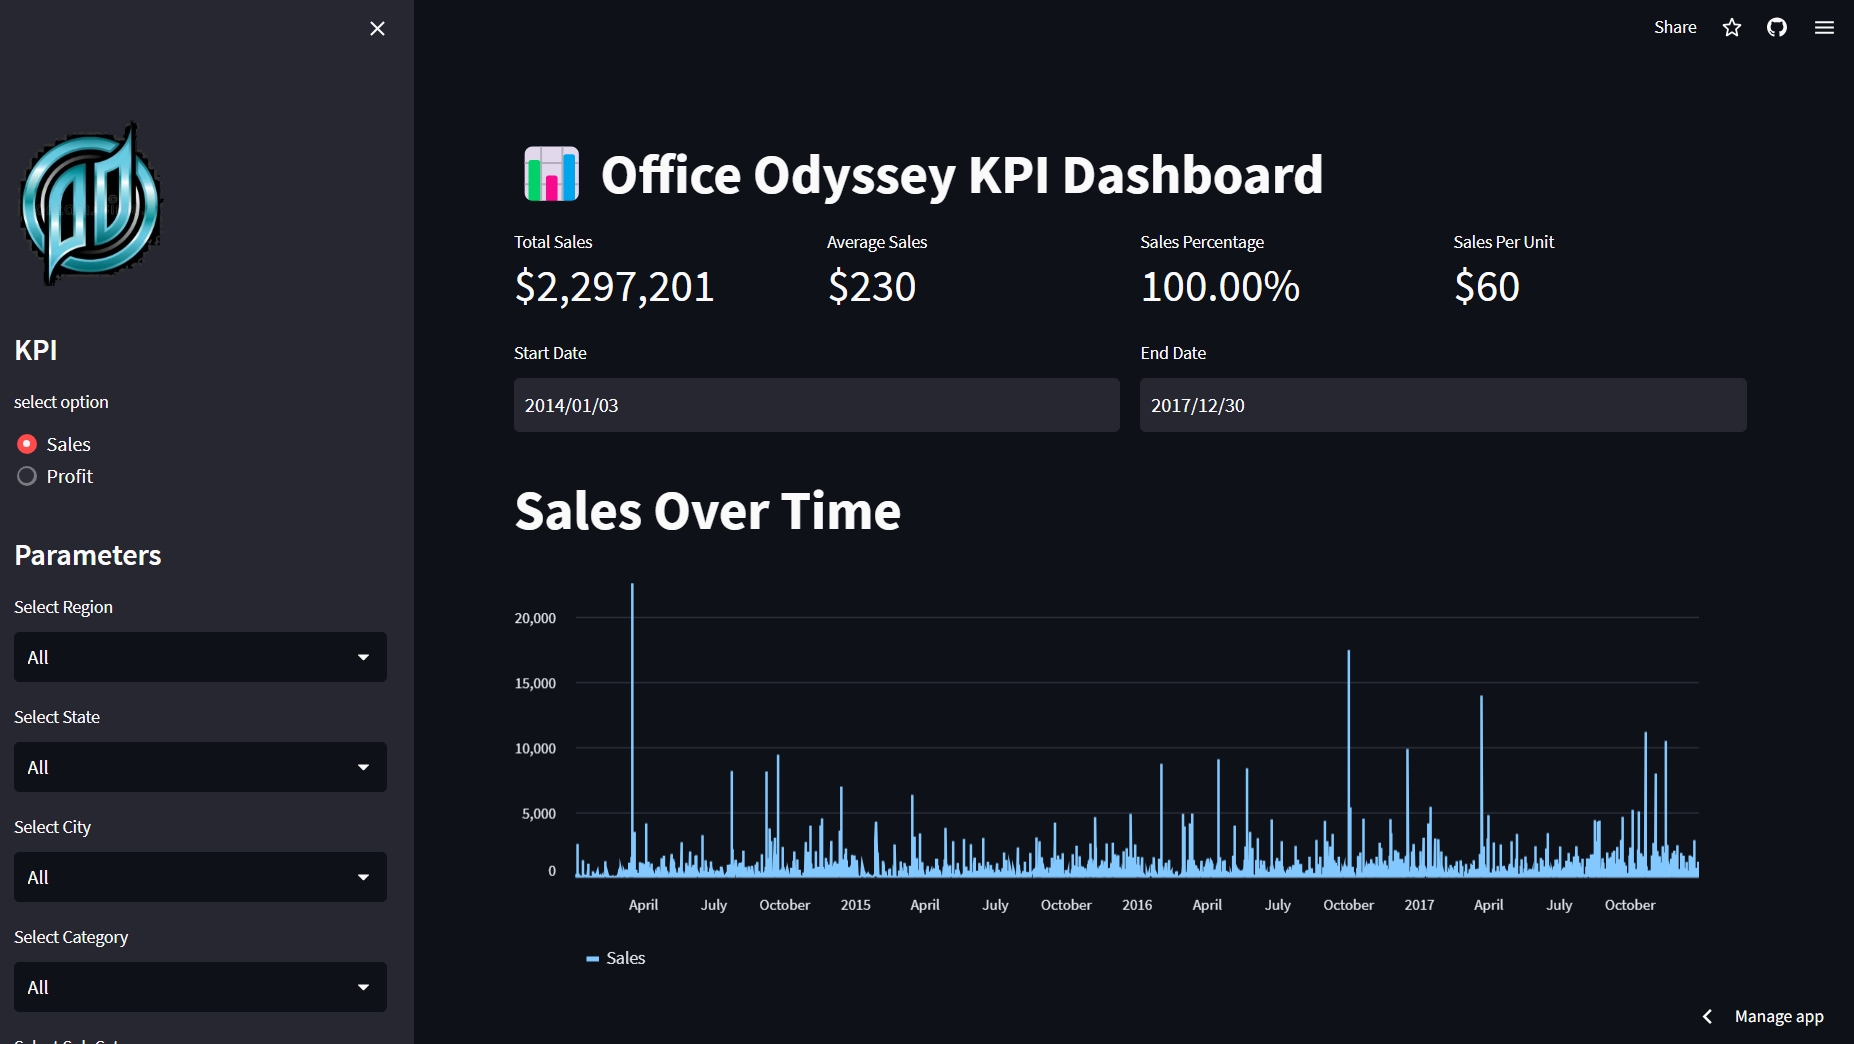 Share
KPI
select option
Sales
Profit
Parameters
Select Region
All
Select State
All
Select City
All
Select Category
All
Office Odyssey KPI Dashboard
Total Sales
$2,297,201
Average Sales
$230
Sales Percentage
100.00%
Sales Per Unit
$60
Start Date
2014/01/03
End Date
2017/12/30
Sales Over Time
20,000
15,000
10,000
5,000
0
April July October 2015 April July October 2016 April July October 2017 April July October
Sales
Manage app